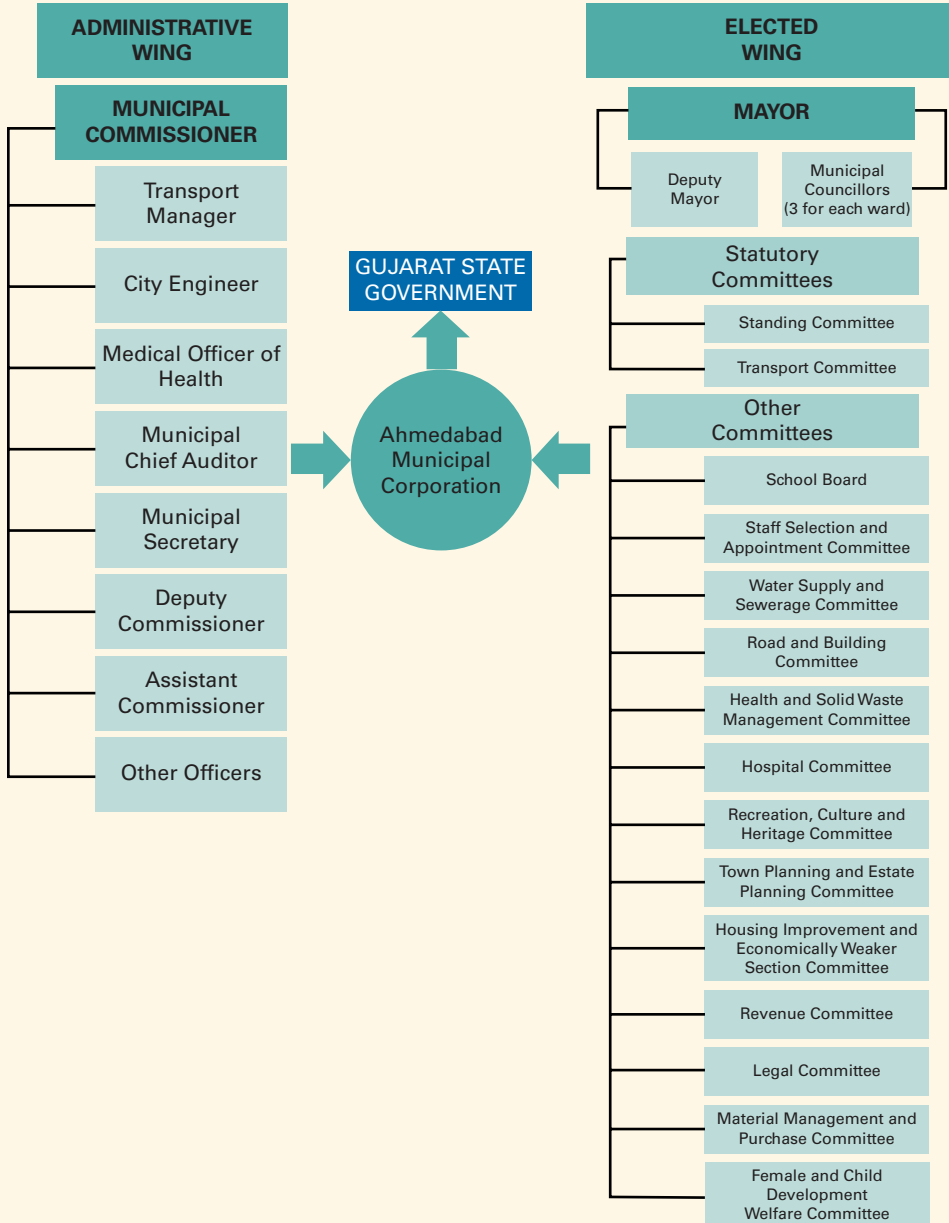 ADMINISTRATIVE
WING
MUNICIPAL
COMMISSIONER
Transport
Manager
City Engineer
Medical Officer of
Health
Municipal
Chief Auditor
Municipal
Secretary
Deputy
Commissioner
Assistant
Commissioner
Other Officers
GUJARAT STATE
GOVERNMENT
Ahmedabad
Municipal
Corporation
ELECTED
WING
MAYOR
Deputy
Mayor
Municipal
Councillors
(3 for each ward)
Statutory
Committees
Standing Committee
Transport Committee
Other
Committees
School Board
Staff Selection and
Appointment Committee
Water Supply and
Sewerage Committee
Road and Building
Committee
Health and Solid Waste
Management Committee
Hospital Committee
Recreation, Culture and
Heritage Committee
Town Planning and Estate
Planning Committee
Housing Improvement and
Economically Weaker
Section Committee
Revenue Committee
Legal Committee
Material Management and
Purchase Committee
Female and Child
Development
Welfare Committee